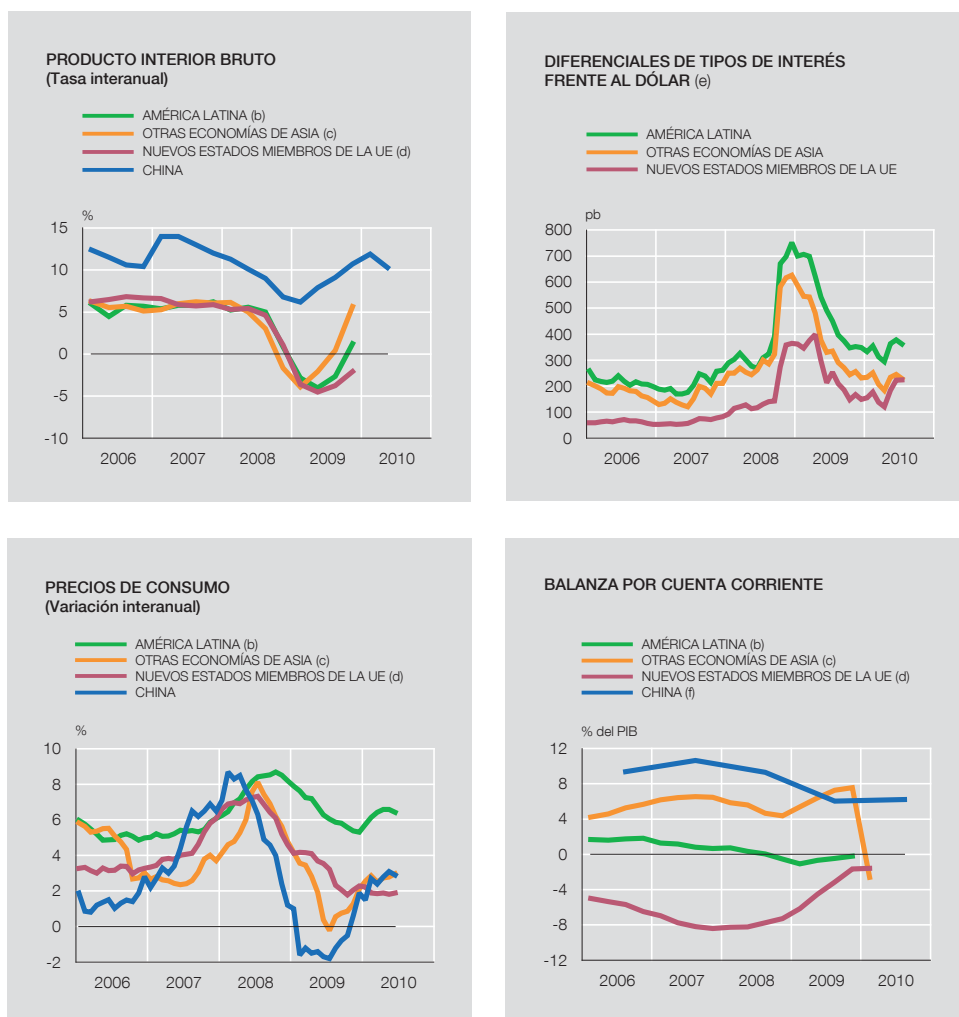 PRODUCTO INTERIOR BRUTO
(Tasa interanual)
AMÉRICA LATINA (b)
OTRAS ECONOMÍAS DE ASIA (c)
NUEVOS ESTADOS MIEMBROS DE LA UE (d)
CHINA
%
15
10
5
0
-5
-10
2006 2007 2008 2009 2010
DIFERENCIALES DE TIPOS DE INTERÉS
FRENTE AL DÓLAR (e)
AMÉRICA LATINA
OTRAS ECONOMÍAS DE ASIA
NUEVOS ESTADOS MIEMBROS DE LA UE
pb
800
700
600
500
400
300
200
100
0
2006 2007 2008 2009 2010
PRECIOS DE CONSUMO
(Variación interanual)
AMÉRICA LATINA (b)
OTRAS ECONOMÍAS DE ASIA (c)
NUEVOS ESTADOS MIEMBROS DE LA UE (d)
CHINA
%
10
8
6
4
2
0
-2
2006 2007 2008 2009 2010
BALANZA POR CUENTA CORRIENTE
AMÉRICA LATINA (b)
OTRAS ECONOMÍAS DE ASIA (c)
NUEVOS ESTADOS MIEMBROS DE LA UE (d)
CHINA (f)
% del PIB
12
8
4
0
-4
-8
-12
2006 2007 2008 2009 2010